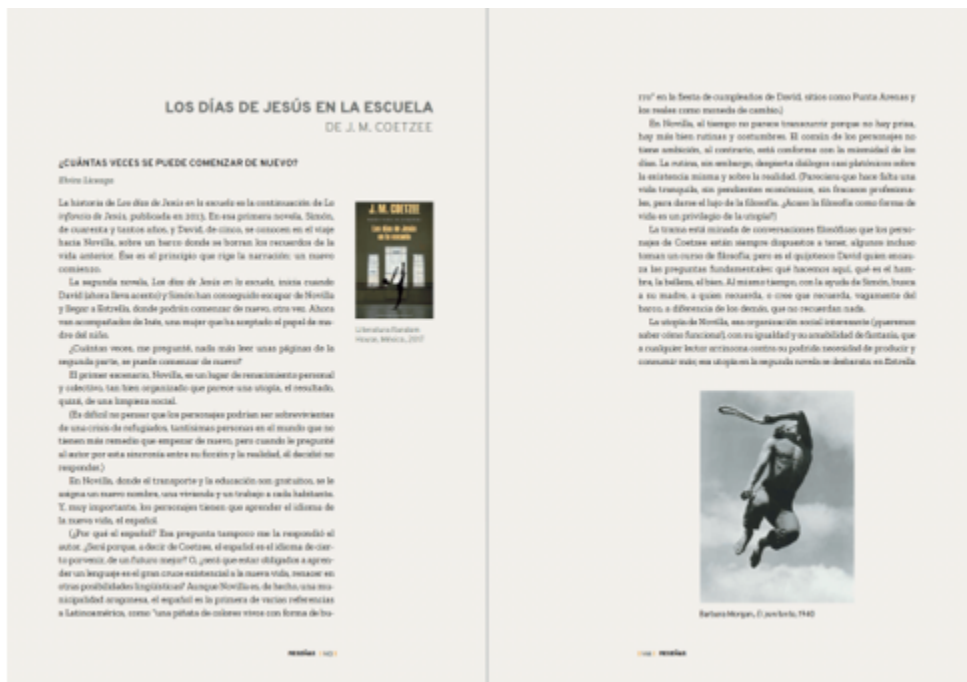 LOS DÍAS DE JESÚS EN LA ESCUELA
DE J. M. COETZEE
¿CUÁNTAS VECES SE PUEDE COMENZAR DE NUEVO?
Elvira Liceaga
La historia de Los días de Jesús en la escuela es la continuación de La
infancia de Jesús, publicada en 2013. En esa primera novela, Simón,
de cuarenta y tantos años, y David, de cinco, se conocen en el viaje
hacia Novilla, sobre un barco donde se borran los recuerdos de la
vida anterior. Ése es el principio que rige la narración: un nuevo
comienzo.
La segunda novela, Los días de Jesús en la escuela, inicia cuando
David (ahora lleva acento) y Simón han conseguido escapar de Novilla
y llegar a Estrella, donde podrán comenzar de nuevo, otra vez. Ahora
van acompañados de Inés, una mujer que ha aceptado el papel de ma-
dre del niño.
¿Cuántas veces, me pregunté, nada más leer unas páginas de la
segunda parte, se puede comenzar de nuevo?
El primer escenario, Novilla, es un lugar de renacimiento personal
y colectivo, tan bien organizado que parece una utopía, el resultado,
quizá, de una limpieza social.
(Es difícil no pensar que los personajes podrían ser sobrevivientes
de una crisis de refugiados, tantísimas personas en el mundo que no
tienen más remedio que empezar de nuevo, pero cuando le pregunté
al autor por esta sincronía entre su ficción y la realidad, él decidió no
responder.)
En Novilla, donde el transporte y la educación son gratuitos, se le
asigna un nuevo nombre, una vivienda y un trabajo a cada habitante.
Y, muy importante, los personajes tienen que aprender el idioma de
la nueva vida, el español.
(¿Por qué el español? Esa pregunta tampoco me la respondió el
autor. ¿Será porque, a decir de Coetzee, el español es el idioma de cier-
to porvenir, de un futuro mejor? O, ¿será que estar obligados a apren-
der un lenguaje es el gran cruce existencial a la nueva vida, renacer en
otras posibilidades lingüísticas? Aunque Novilla es, de hecho, una mu-
nicipalidad aragonesa, el español es la primera de varias referencias
a Latinoamérica, como "una piñata de colores vivos con forma de bu-
J. M. COETZEE
Los días de Jesús
en la escuela
Literatura Random
House, México, 2017
RESEÑAS
rro" en la fiesta de cumpleaños de David, sitios como Punta Arenas y
los reales como moneda de cambio.)
En Novilla, el tiempo no parece transcurrir porque no hay prisa,
hay más bien rutinas y costumbres. El común de los personajes no
tiene ambición, al contrario, está conforme con la mismidad de los
días. La rutina, sin embargo, despierta diálogos casi platónicos sobre
la existencia misma y sobre la realidad. (Pareciera que hace falta una
vida tranquila, sin pendientes económicos, sin fracasos profesiona-
les, para darse el lujo de la filosofía. ¿Acaso la filosofía como forma de
vida es un privilegio de la utopía?)
La trama está minada de conversaciones filosóficas que los perso-
najes de Coetzee están siempre dispuestos a tener, algunos incluso
toman un curso de filosofía; pero es el quijotesco David quien ensa-
ya las preguntas fundamentales: qué hacemos aquí, qué es el hom-
bre, la belleza, el bien. Al mismo tiempo, con la ayuda de Simón, busca
a su madre, a quien recuerda, o cree que recuerda, vagamente del
barco, a diferencia de los demás, que no recuerdan nada.
La utopía de Novilla, esa organización social interesante (¡queremos
saber cómo funciona!), con su igualdad y su amabilidad de fantasía, que
a cualquier lector arrincona contra su podrida necesidad de producir y
consumir más; esa utopía en la segunda novela se desbarata: en Estrella
Barbara Morgan, 1940
RESEÑAS